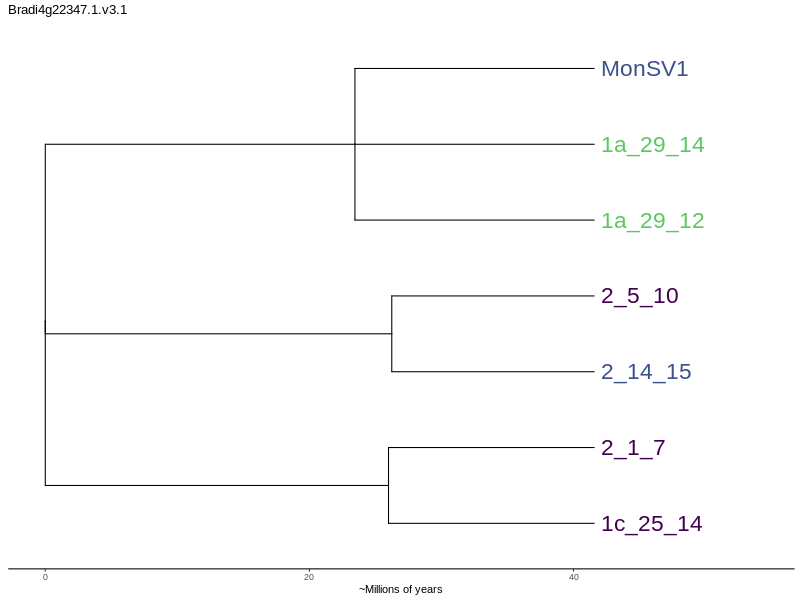 Bradi4g22347.1.v3.1
MonSV1
1a_29_14
1a_29_12
2_5_10
2_14_15
2_1_7
1c_25_14
0 20 40
~Millions of years